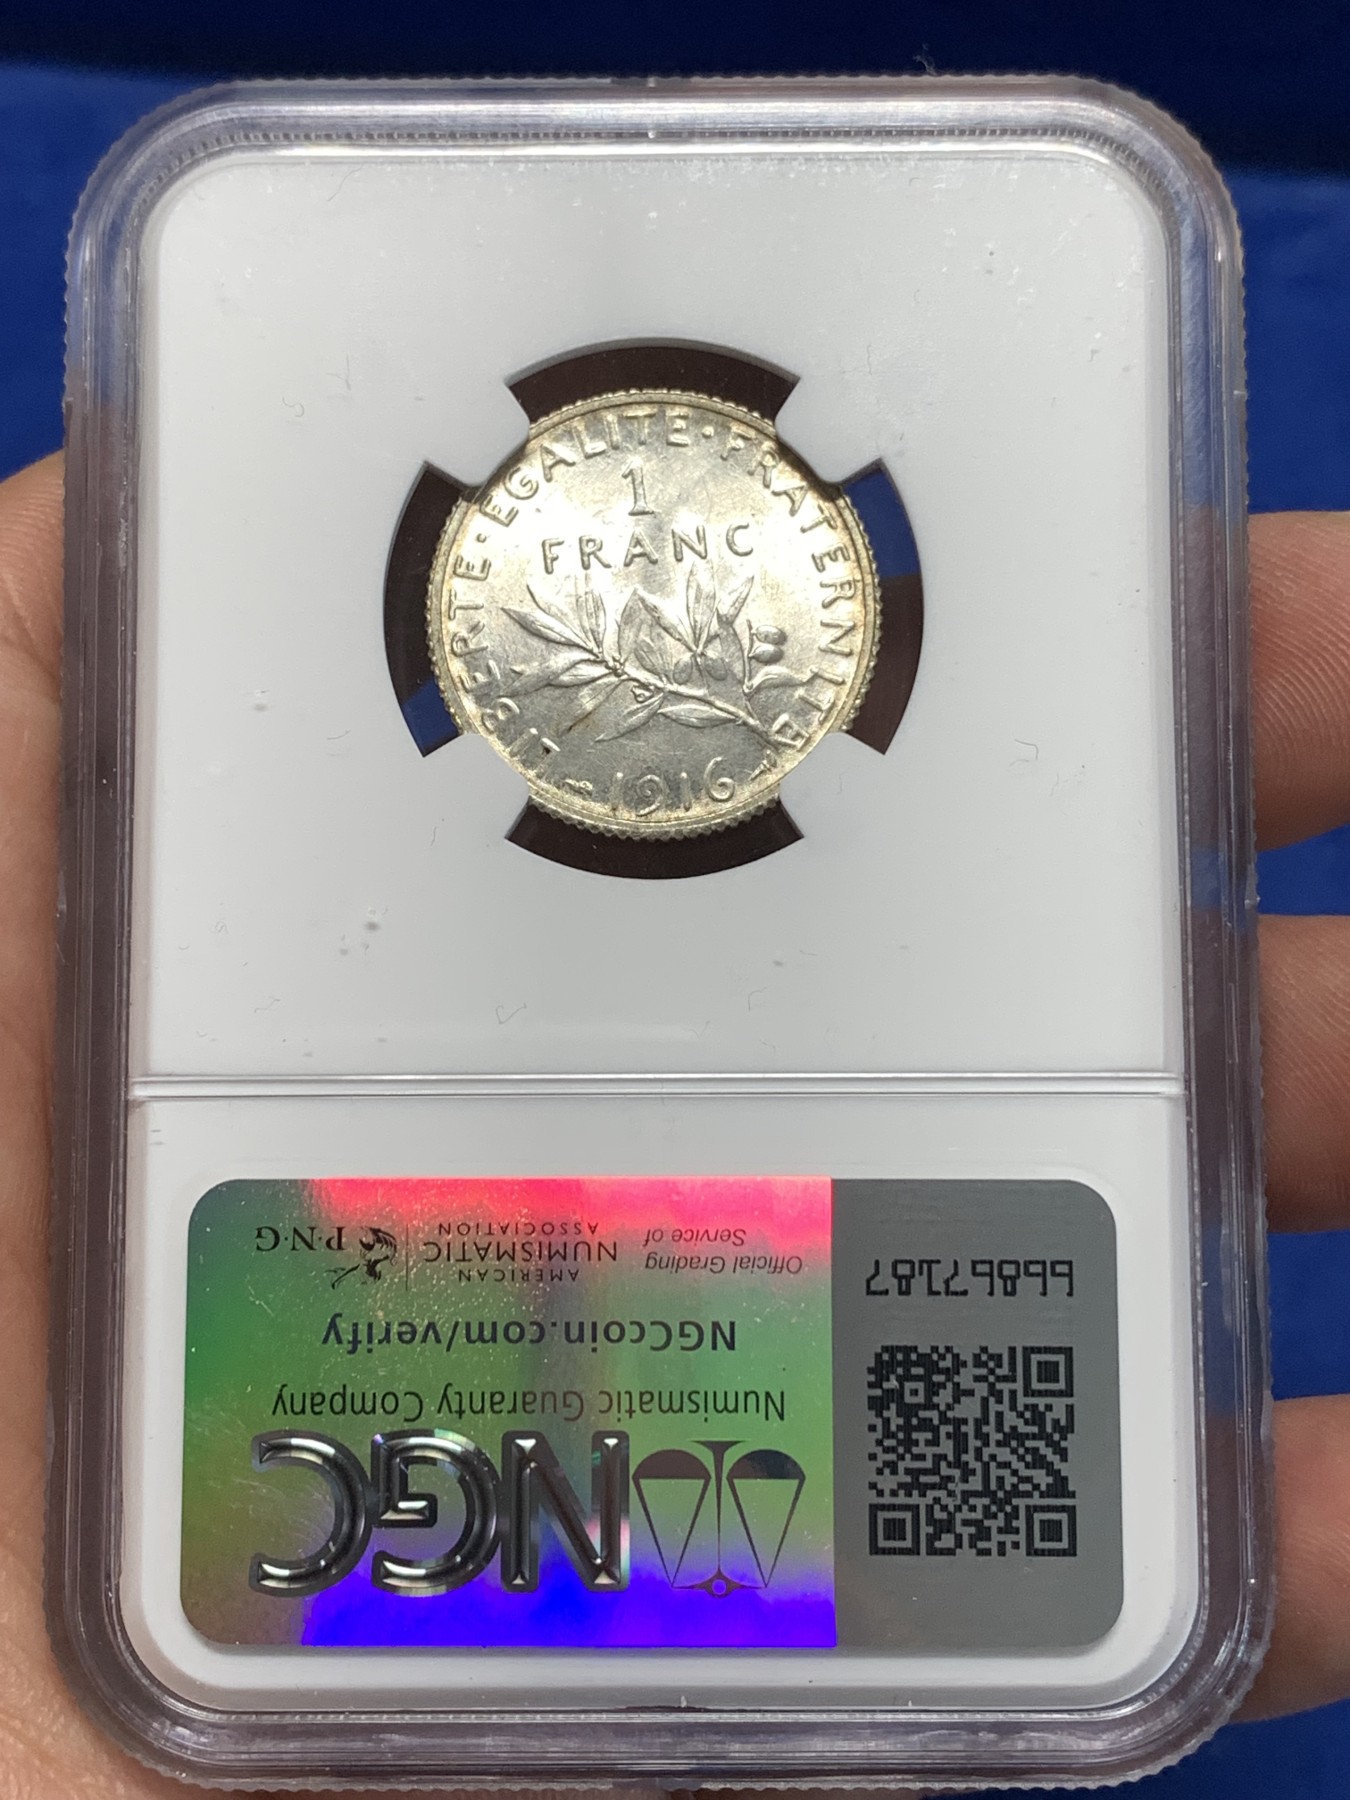 LIBERTE · EGALITE · FRATERNITE
1
FRANC
1916
NGC
Numismatic Guaranty Company
NGCcoin.com/verify
Official Grading
Service of
AMERICAN
NUMISMATIC
ASSOCIATION
P·N·G
66867187